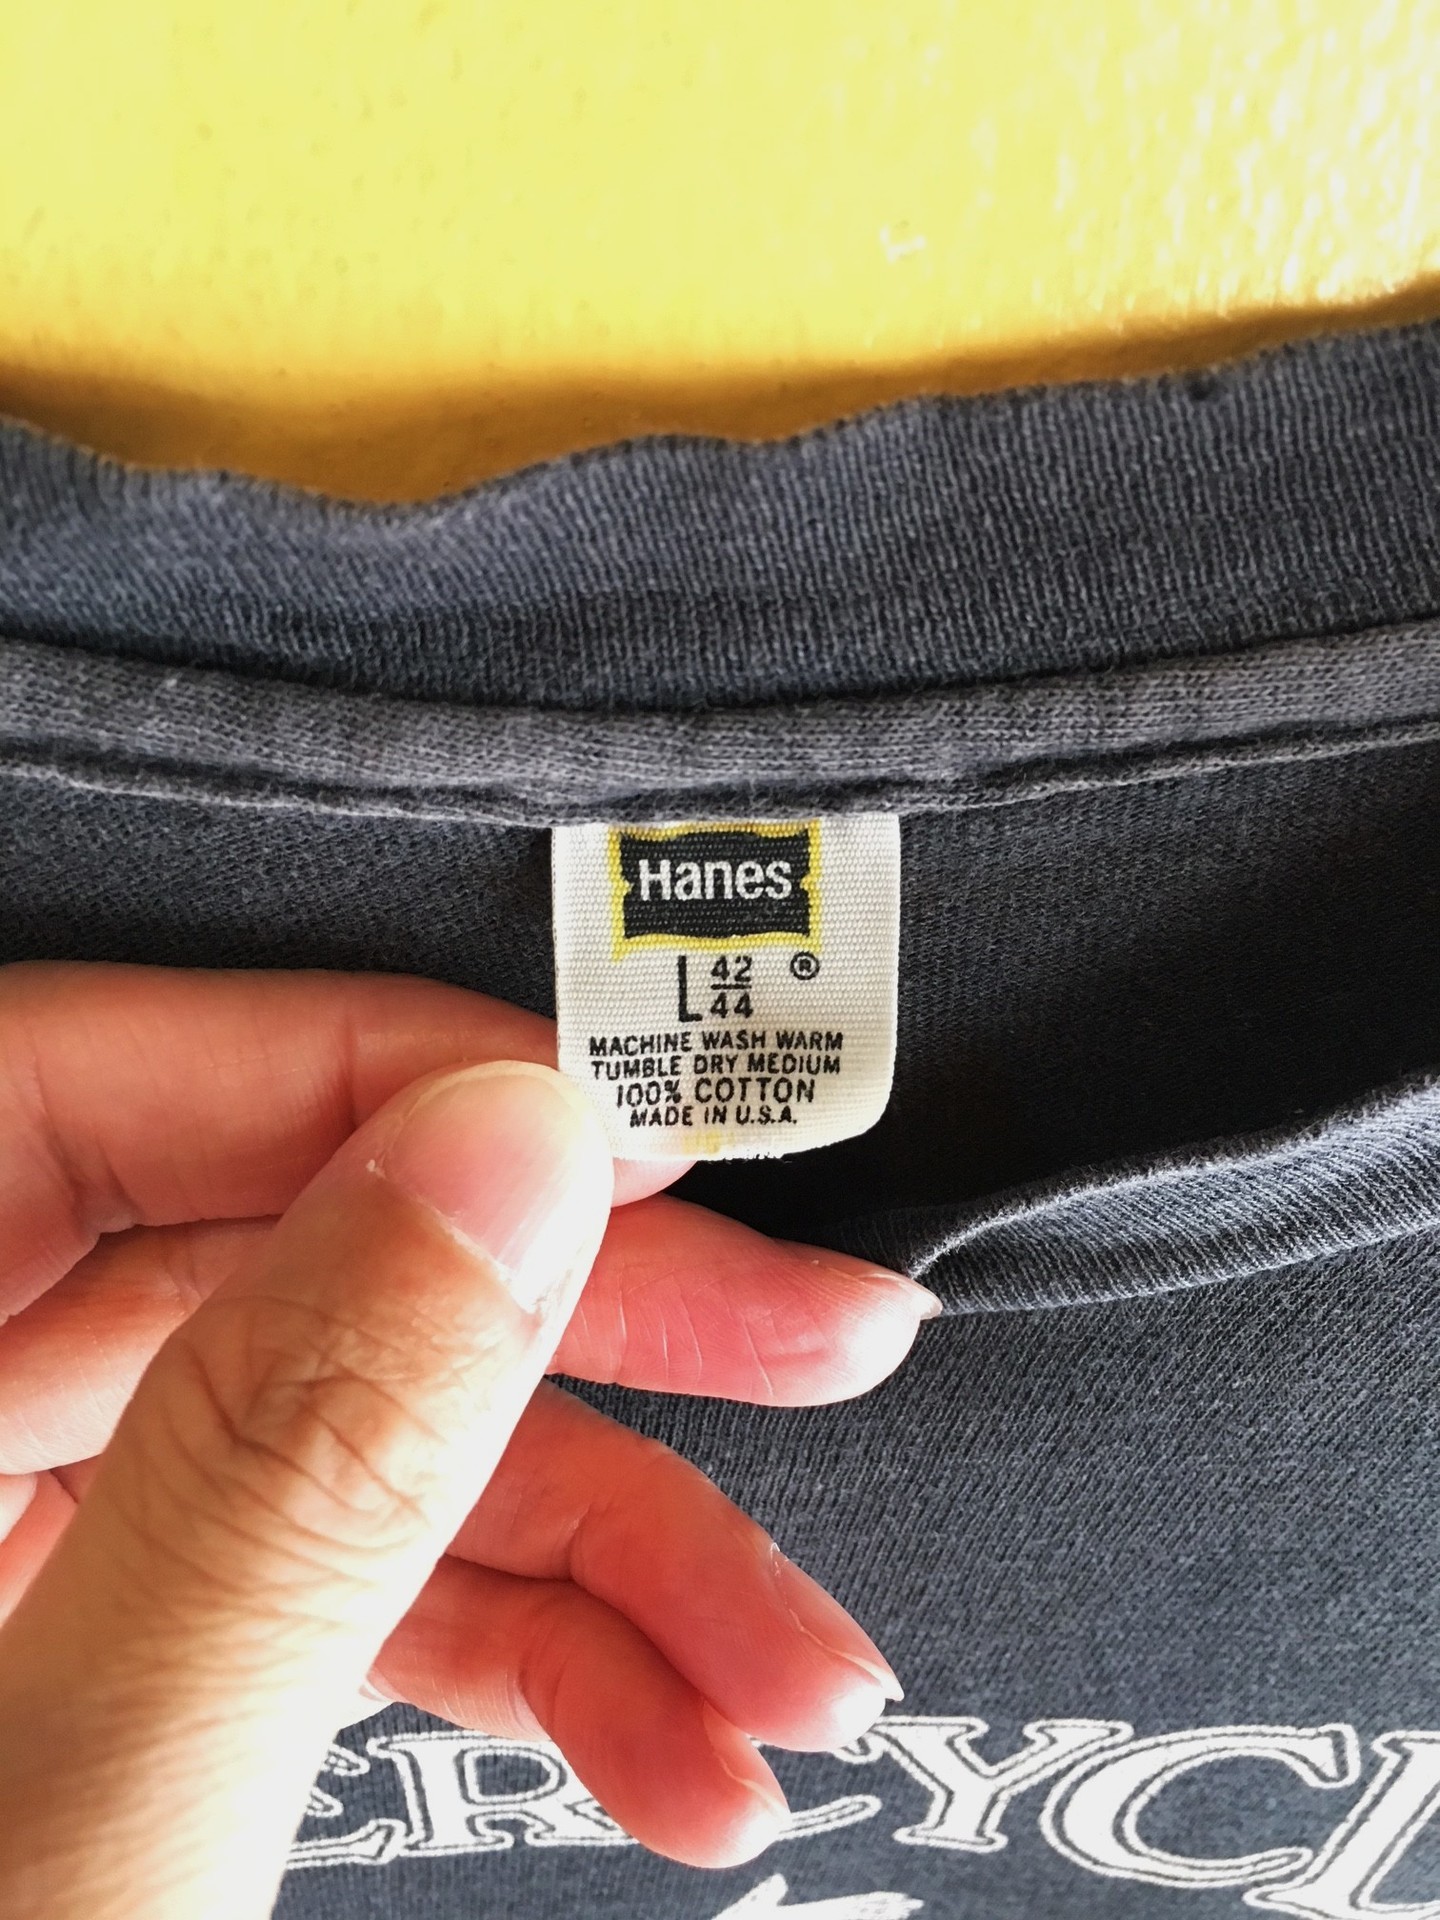 Hanes
L 42/44 ®
MACHINE WASH WARM
TUMBLE DRY MEDIUM
100% COTTON
MADE IN U.S.A.